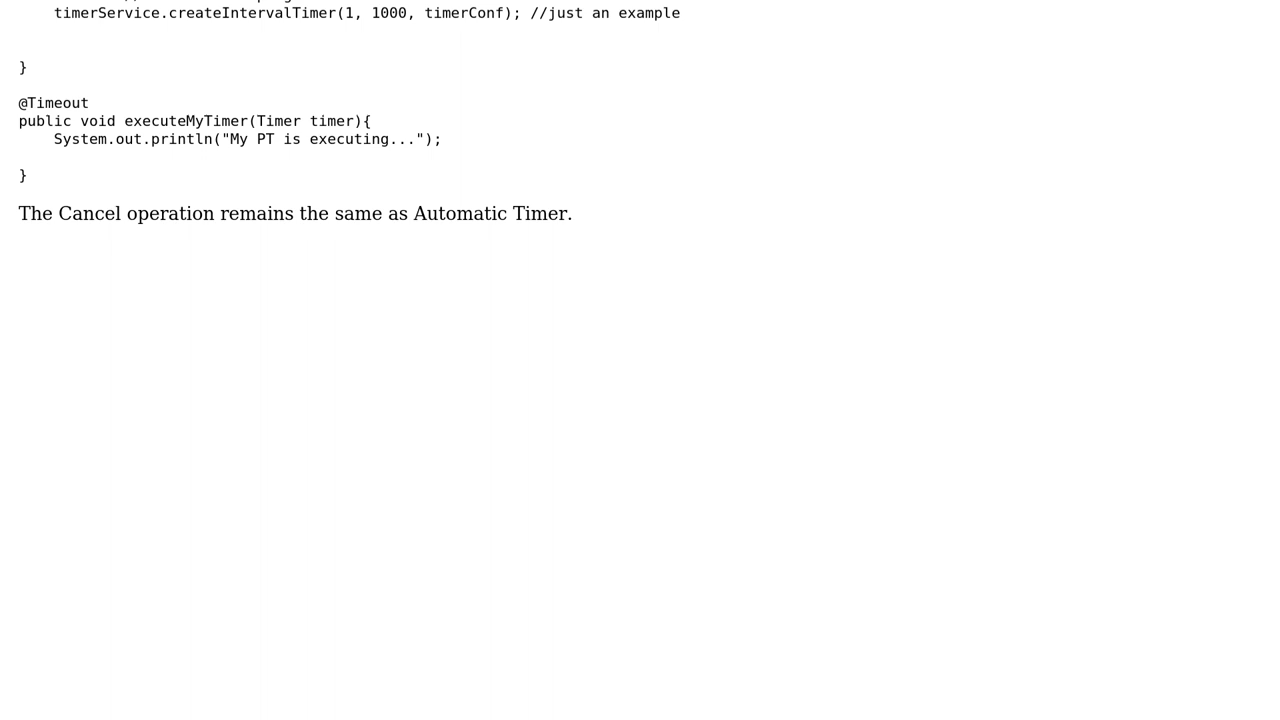 timerService.createIntervalTimer(1, 1000, timerConf); //just an example
}
@Timeout
public void executeMyTimer(Timer timer){
System.out.println("My PT is executing...");
}
The Cancel operation remains the same as Automatic Timer.